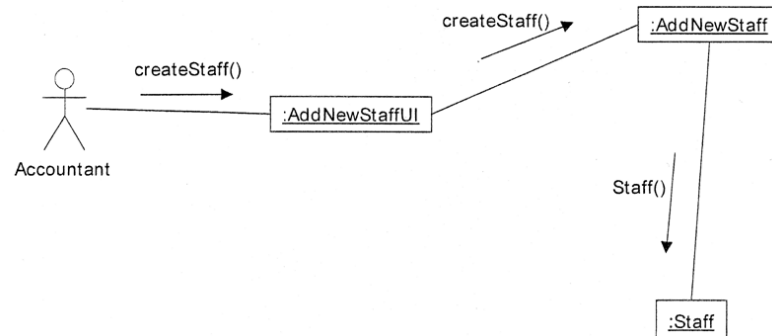 createStaff()
:AddNewStaff
createStaff()
:AddNewStaffUI
Accountant
Staff()
:Staff